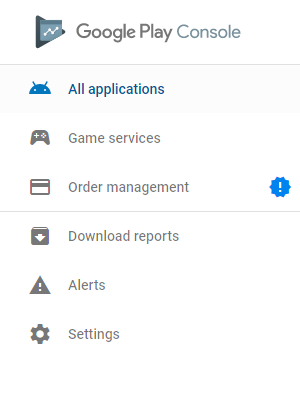 Google Play Console
All applications
Game services
Order management
Download reports
Alerts
Settings